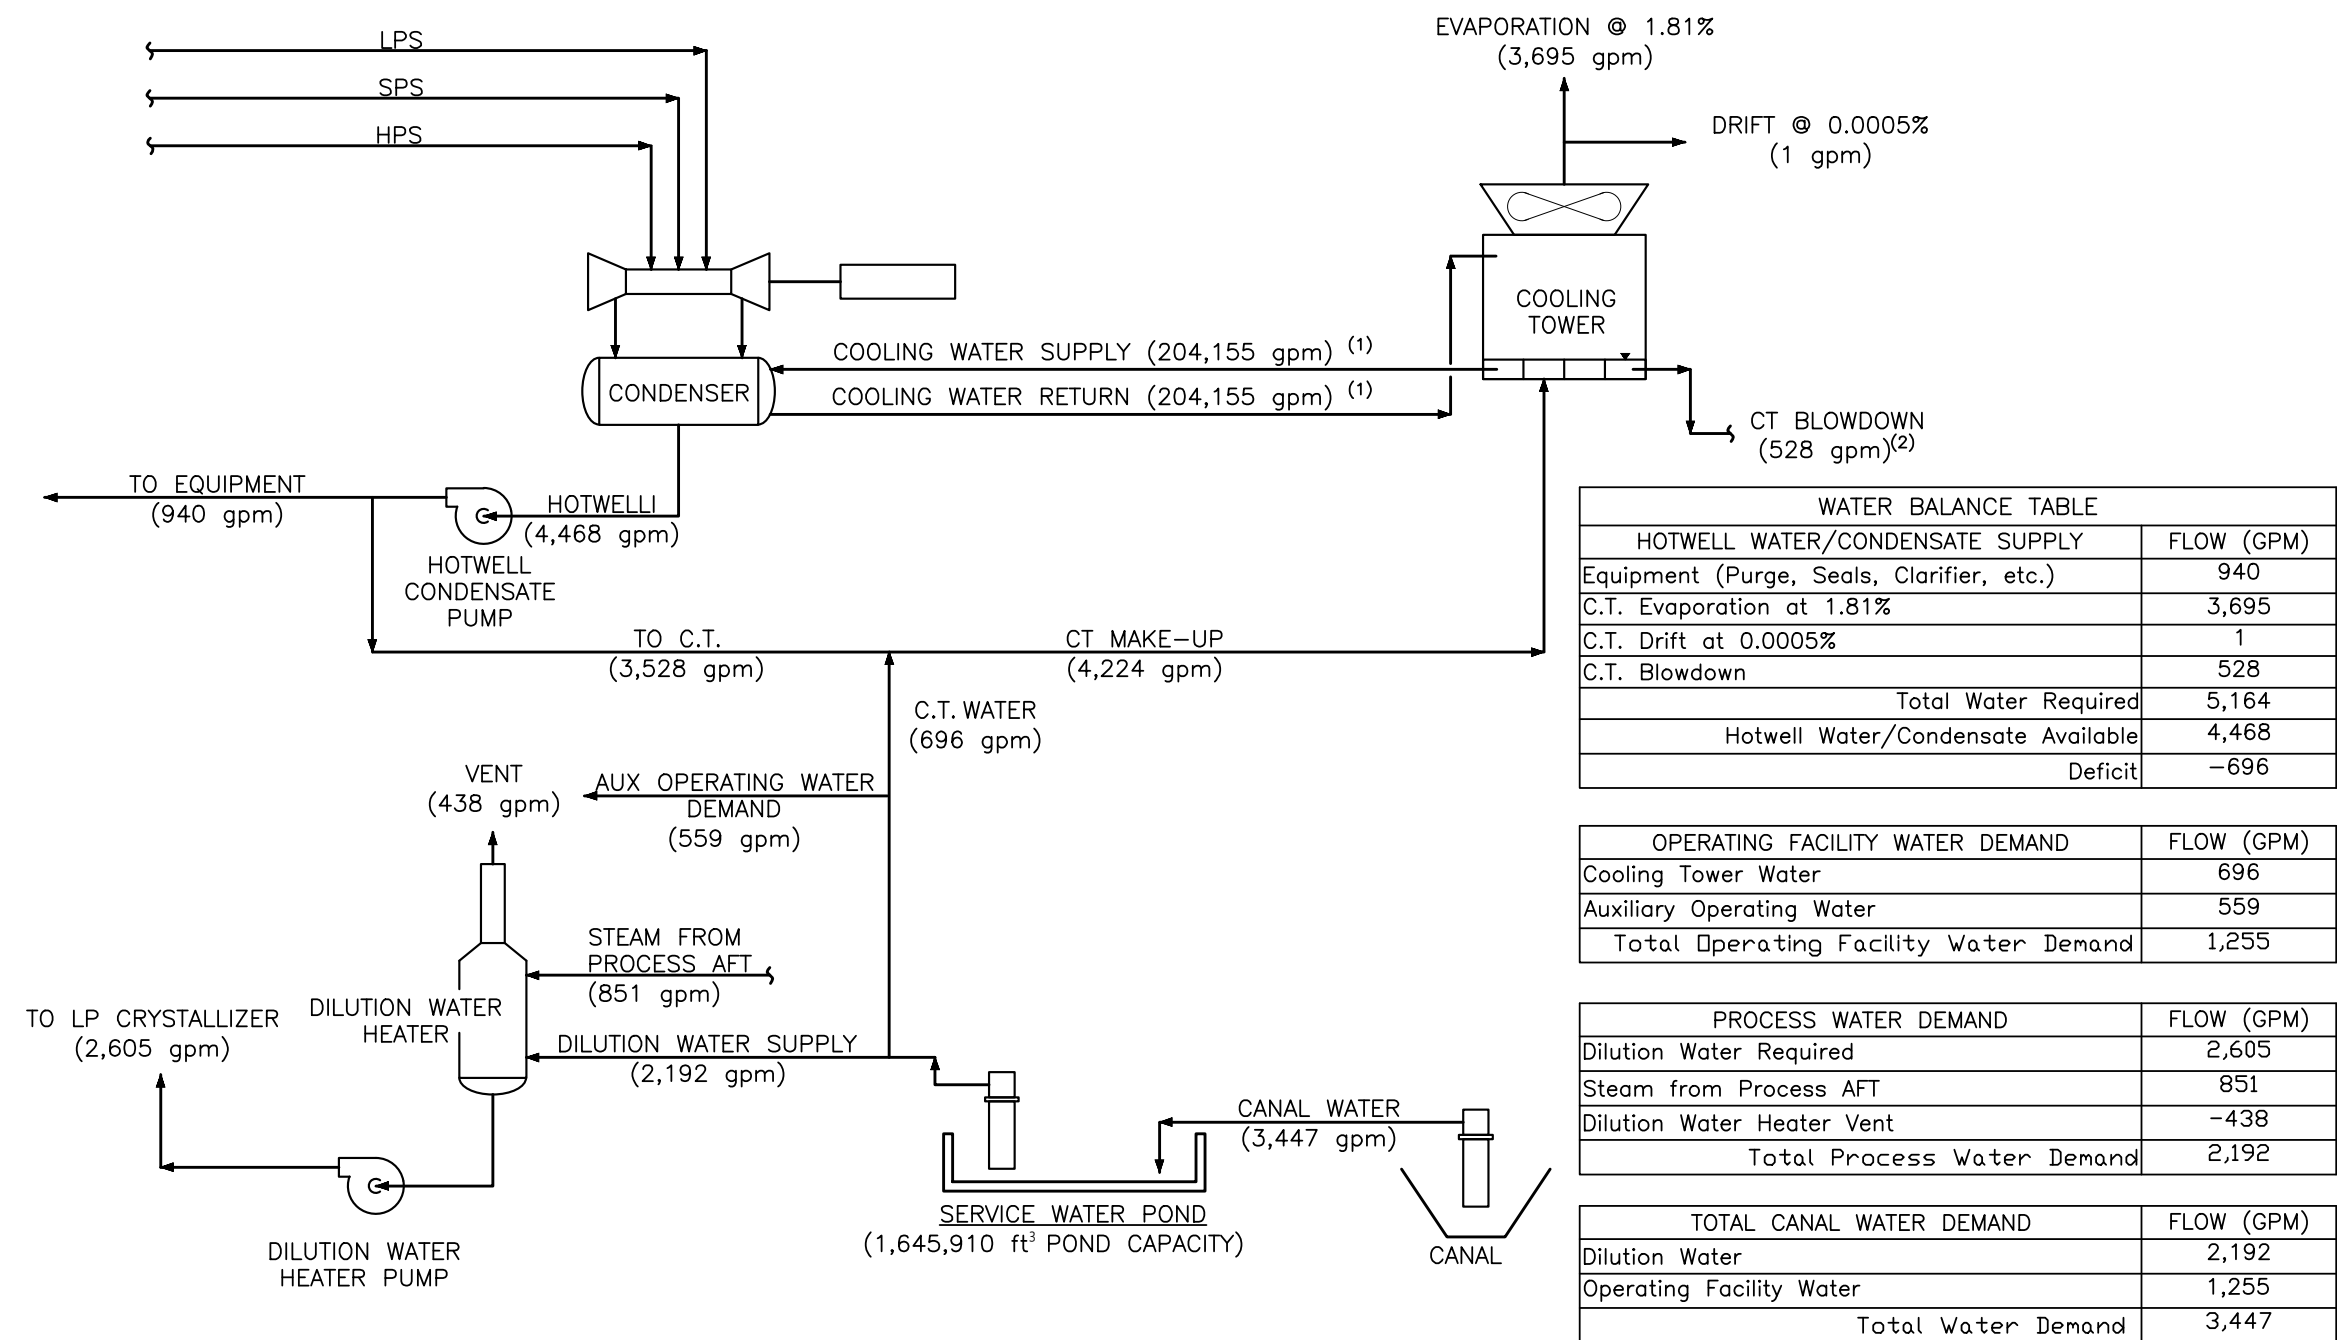 LPS
SPS
HPS
EVAPORATION @ 1.81%
(3,695 gpm)
DRIFT @ 0.0005%
(1 gpm)
COOLING
TOWER
COOLING WATER SUPPLY (204,155 gpm) (1)
COOLING WATER RETURN (204,155 gpm) (1)
CONDENSER
CT BLOWDOWN
(528 gpm)(2)
TO EQUIPMENT
(940 gpm)
HOTWELLI
(4,468 gpm)
HOTWELL
CONDENSATE
PUMP
TO C.T.
(3,528 gpm)
CT MAKE-UP
(4,224 gpm)
C.T. WATER
(696 gpm)
VENT
(438 gpm)
AUX OPERATING WATER
DEMAND
(559 gpm)
STEAM FROM
PROCESS AFT
(851 gpm)
DILUTION WATER
HEATER
TO LP CRYSTALLIZER
(2,605 gpm)
DILUTION WATER SUPPLY
(2,192 gpm)
CANAL WATER
(3,447 gpm)
SERVICE WATER POND
(1,645,910 ft³ POND CAPACITY)
CANAL
DILUTION WATER
HEATER PUMP
WATER BALANCE TABLE
HOTWELL WATER/CONDENSATE SUPPLY FLOW (GPM)
Equipment (Purge, Seals, Clarifier, etc.) 940
C.T. Evaporation at 1.81% 3,695
C.T. Drift at 0.0005% 1
C.T. Blowdown 528
Total Water Required 5,164
Hotwell Water/Condensate Available 4,468
Deficit -696
OPERATING FACILITY WATER DEMAND FLOW (GPM)
Cooling Tower Water 696
Auxiliary Operating Water 559
Total Operating Facility Water Demand 1,255
PROCESS WATER DEMAND FLOW (GPM)
Dilution Water Required 2,605
Steam from Process AFT 851
Dilution Water Heater Vent -438
Total Process Water Demand 2,192
TOTAL CANAL WATER DEMAND FLOW (GPM)
Dilution Water 2,192
Operating Facility Water 1,255
Total Water Demand 3,447